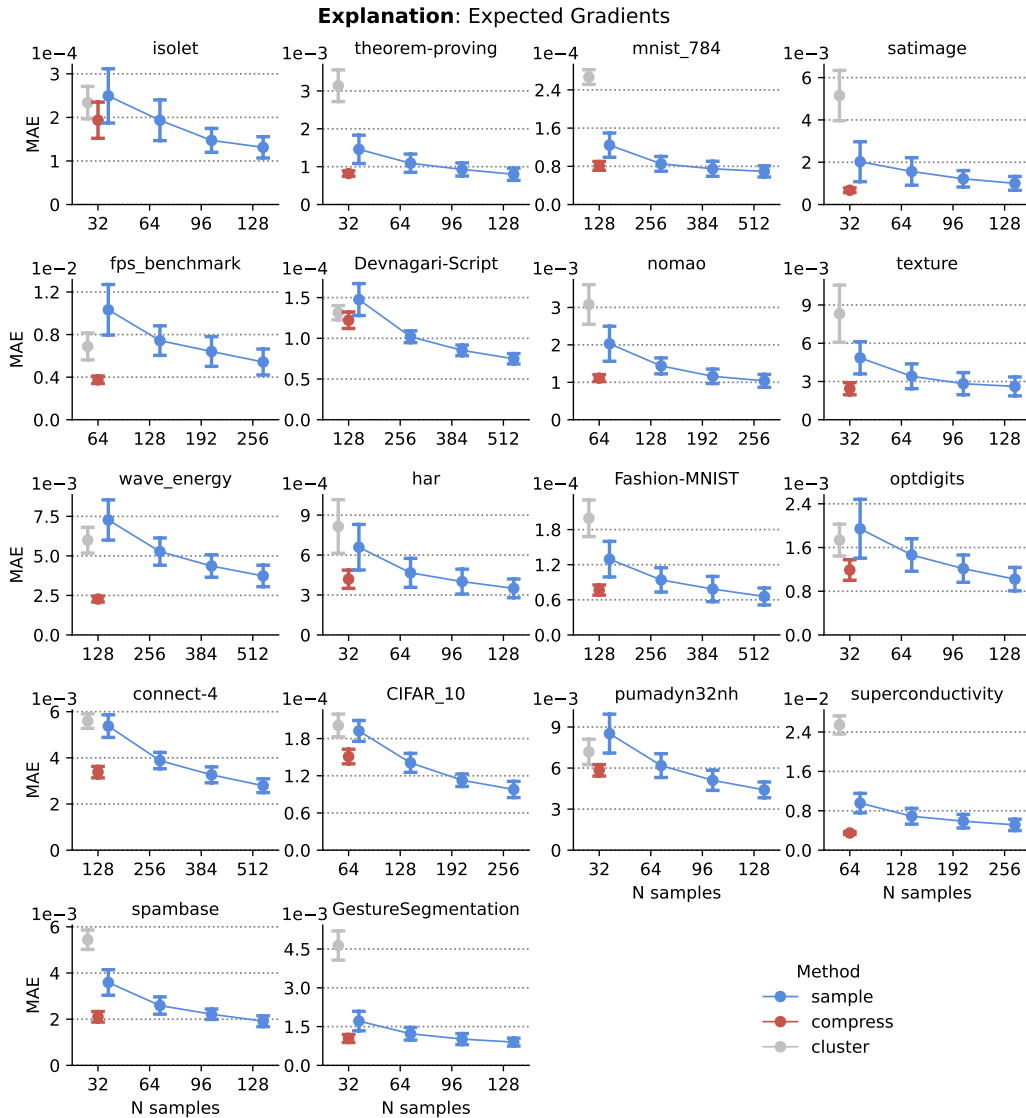 Explanation: Expected Gradients
isolet
1e−4
MAE
3
2
1
0
32 64 96 128
theorem-proving
1e−3
3
2
1
0
32 64 96 128
mnist_784
1e−4
2.4
1.6
0.8
0.0
128 256 384 512
satimage
1e−3
6
4
2
0
32 64 96 128
fps_benchmark
1e−2
MAE
1.2
0.8
0.4
0.0
64 128 192 256
Devnagari-Script
1e−4
1.5
1.0
0.5
0.0
128 256 384 512
nomao
1e−3
3
2
1
0
64 128 192 256
texture
1e−3
9
6
3
0
32 64 96 128
wave_energy
1e−3
MAE
7.5
5.0
2.5
0.0
128 256 384 512
har
1e−4
9
6
3
0
32 64 96 128
Fashion-MNIST
1e−4
1.8
1.2
0.6
0.0
128 256 384 512
optdigits
1e−3
2.4
1.6
0.8
0.0
32 64 96 128
connect-4
1e−3
MAE
6
4
2
0
128 256 384 512
CIFAR_10
1e−4
1.8
1.2
0.6
0.0
64 128 192 256
pumadyn32nh
1e−3
9
6
3
0
32 64 96 128
N samples
superconductivity
1e−2
2.4
1.6
0.8
0.0
64 128 192 256
N samples
spambase
1e−3
MAE
6
4
2
0
32 64 96 128
N samples
GestureSegmentation
1e−3
4.5
3.0
1.5
0.0
32 64 96 128
N samples
Method
sample
compress
cluster